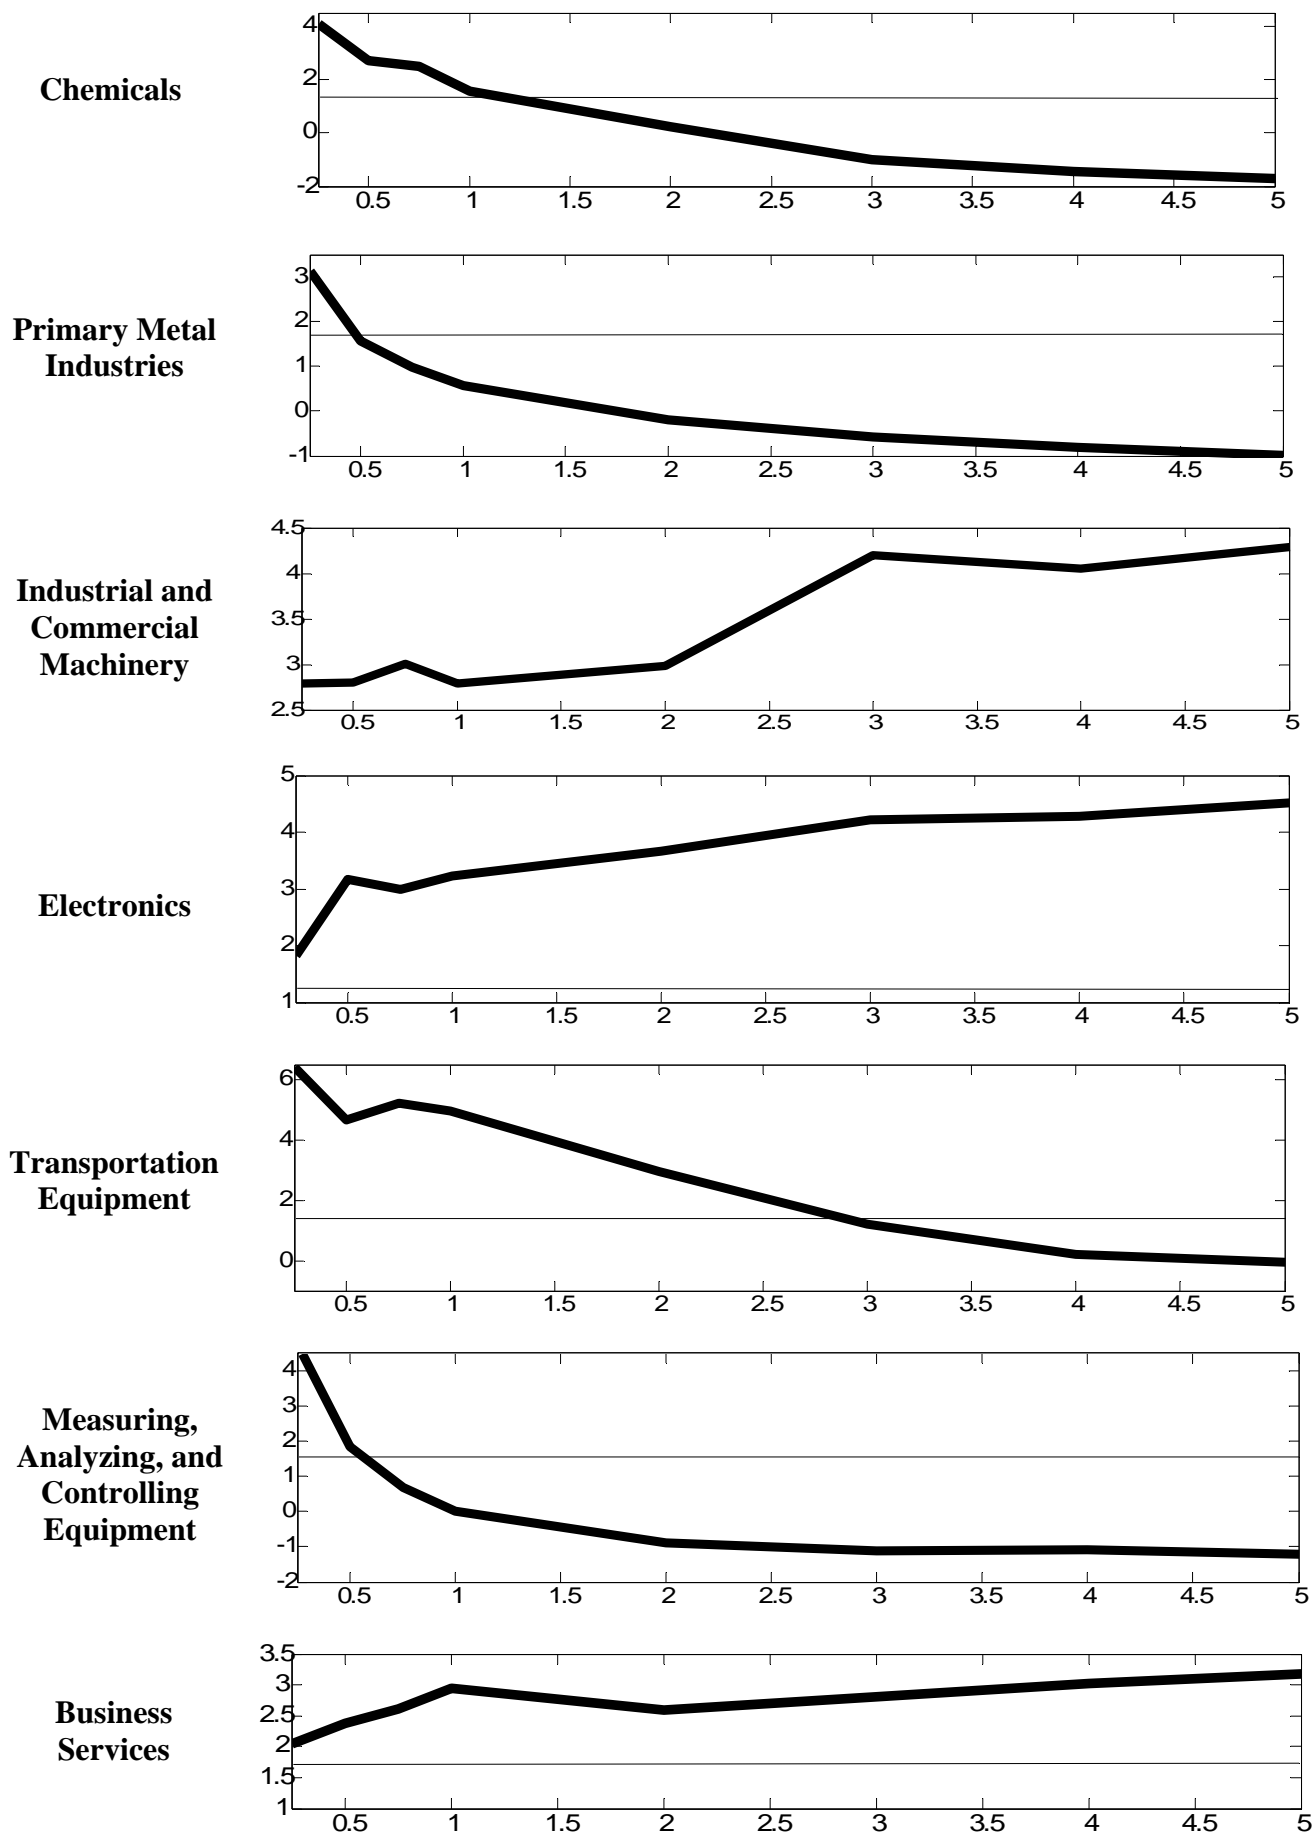 4
2
0
-2
Chemicals
0.5 1 1.5 2 2.5 3 3.5 4 4.5 5
3
2
1
0
-1
Primary Metal
Industries
0.5 1 1.5 2 2.5 3 3.5 4 4.5 5
4.5
4
3.5
3
2.5
Industrial and
Commercial
Machinery
0.5 1 1.5 2 2.5 3 3.5 4 4.5 5
5
4
3
2
1
Electronics
0.5 1 1.5 2 2.5 3 3.5 4 4.5 5
6
4
2
0
Transportation
Equipment
0.5 1 1.5 2 2.5 3 3.5 4 4.5 5
4
3
2
1
0
-1
-2
Measuring,
Analyzing, and
Controlling
Equipment
0.5 1 1.5 2 2.5 3 3.5 4 4.5 5
3.5
3
2.5
2
1.5
1
Business
Services
0.5 1 1.5 2 2.5 3 3.5 4 4.5 5